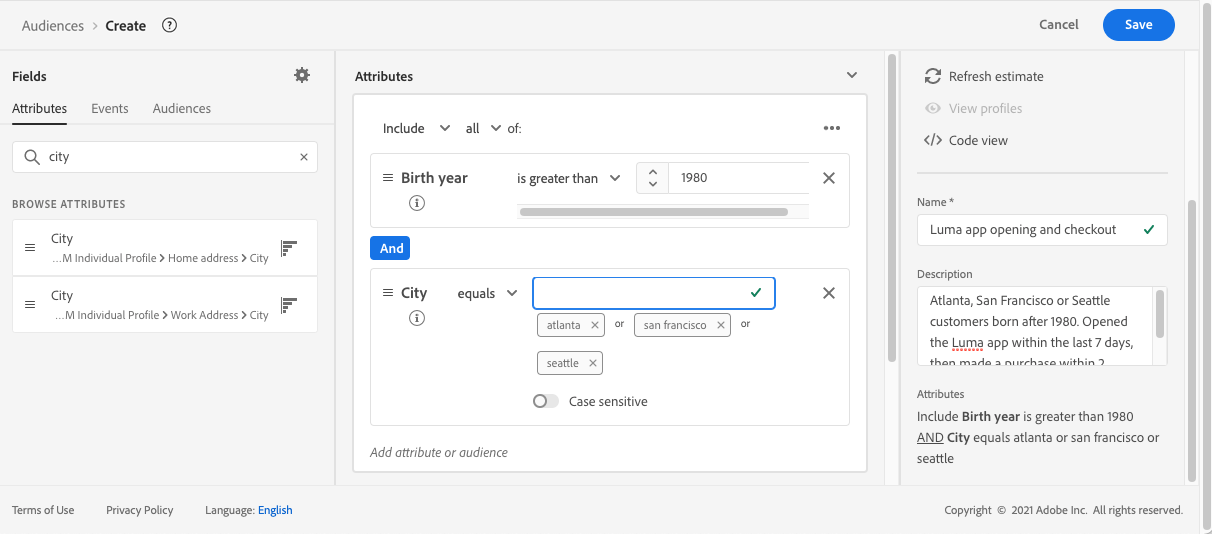 Audiences > Create ?
Cancel
Save
Fields
Attributes
Events
Audiences
city
BROWSE ATTRIBUTES
City
...M Individual Profile > Home address > City
City
...M Individual Profile > Work Address > City
Attributes
Include all of:
Birth year is greater than 1980
And
City equals
atlanta or san francisco or
seattle
Case sensitive
Add attribute or audience
Refresh estimate
View profiles
</> Code view
Name *
Luma app opening and checkout
Description
Atlanta, San Francisco or Seattle
customers born after 1980. Opened
the Luma app within the last 7 days,
then made a purchase within 2
Attributes
Include Birth year is greater than 1980
AND City equals atlanta or san francisco or
seattle
Terms of Use
Privacy Policy
Language: English
Copyright © 2021 Adobe Inc. All rights reserved.